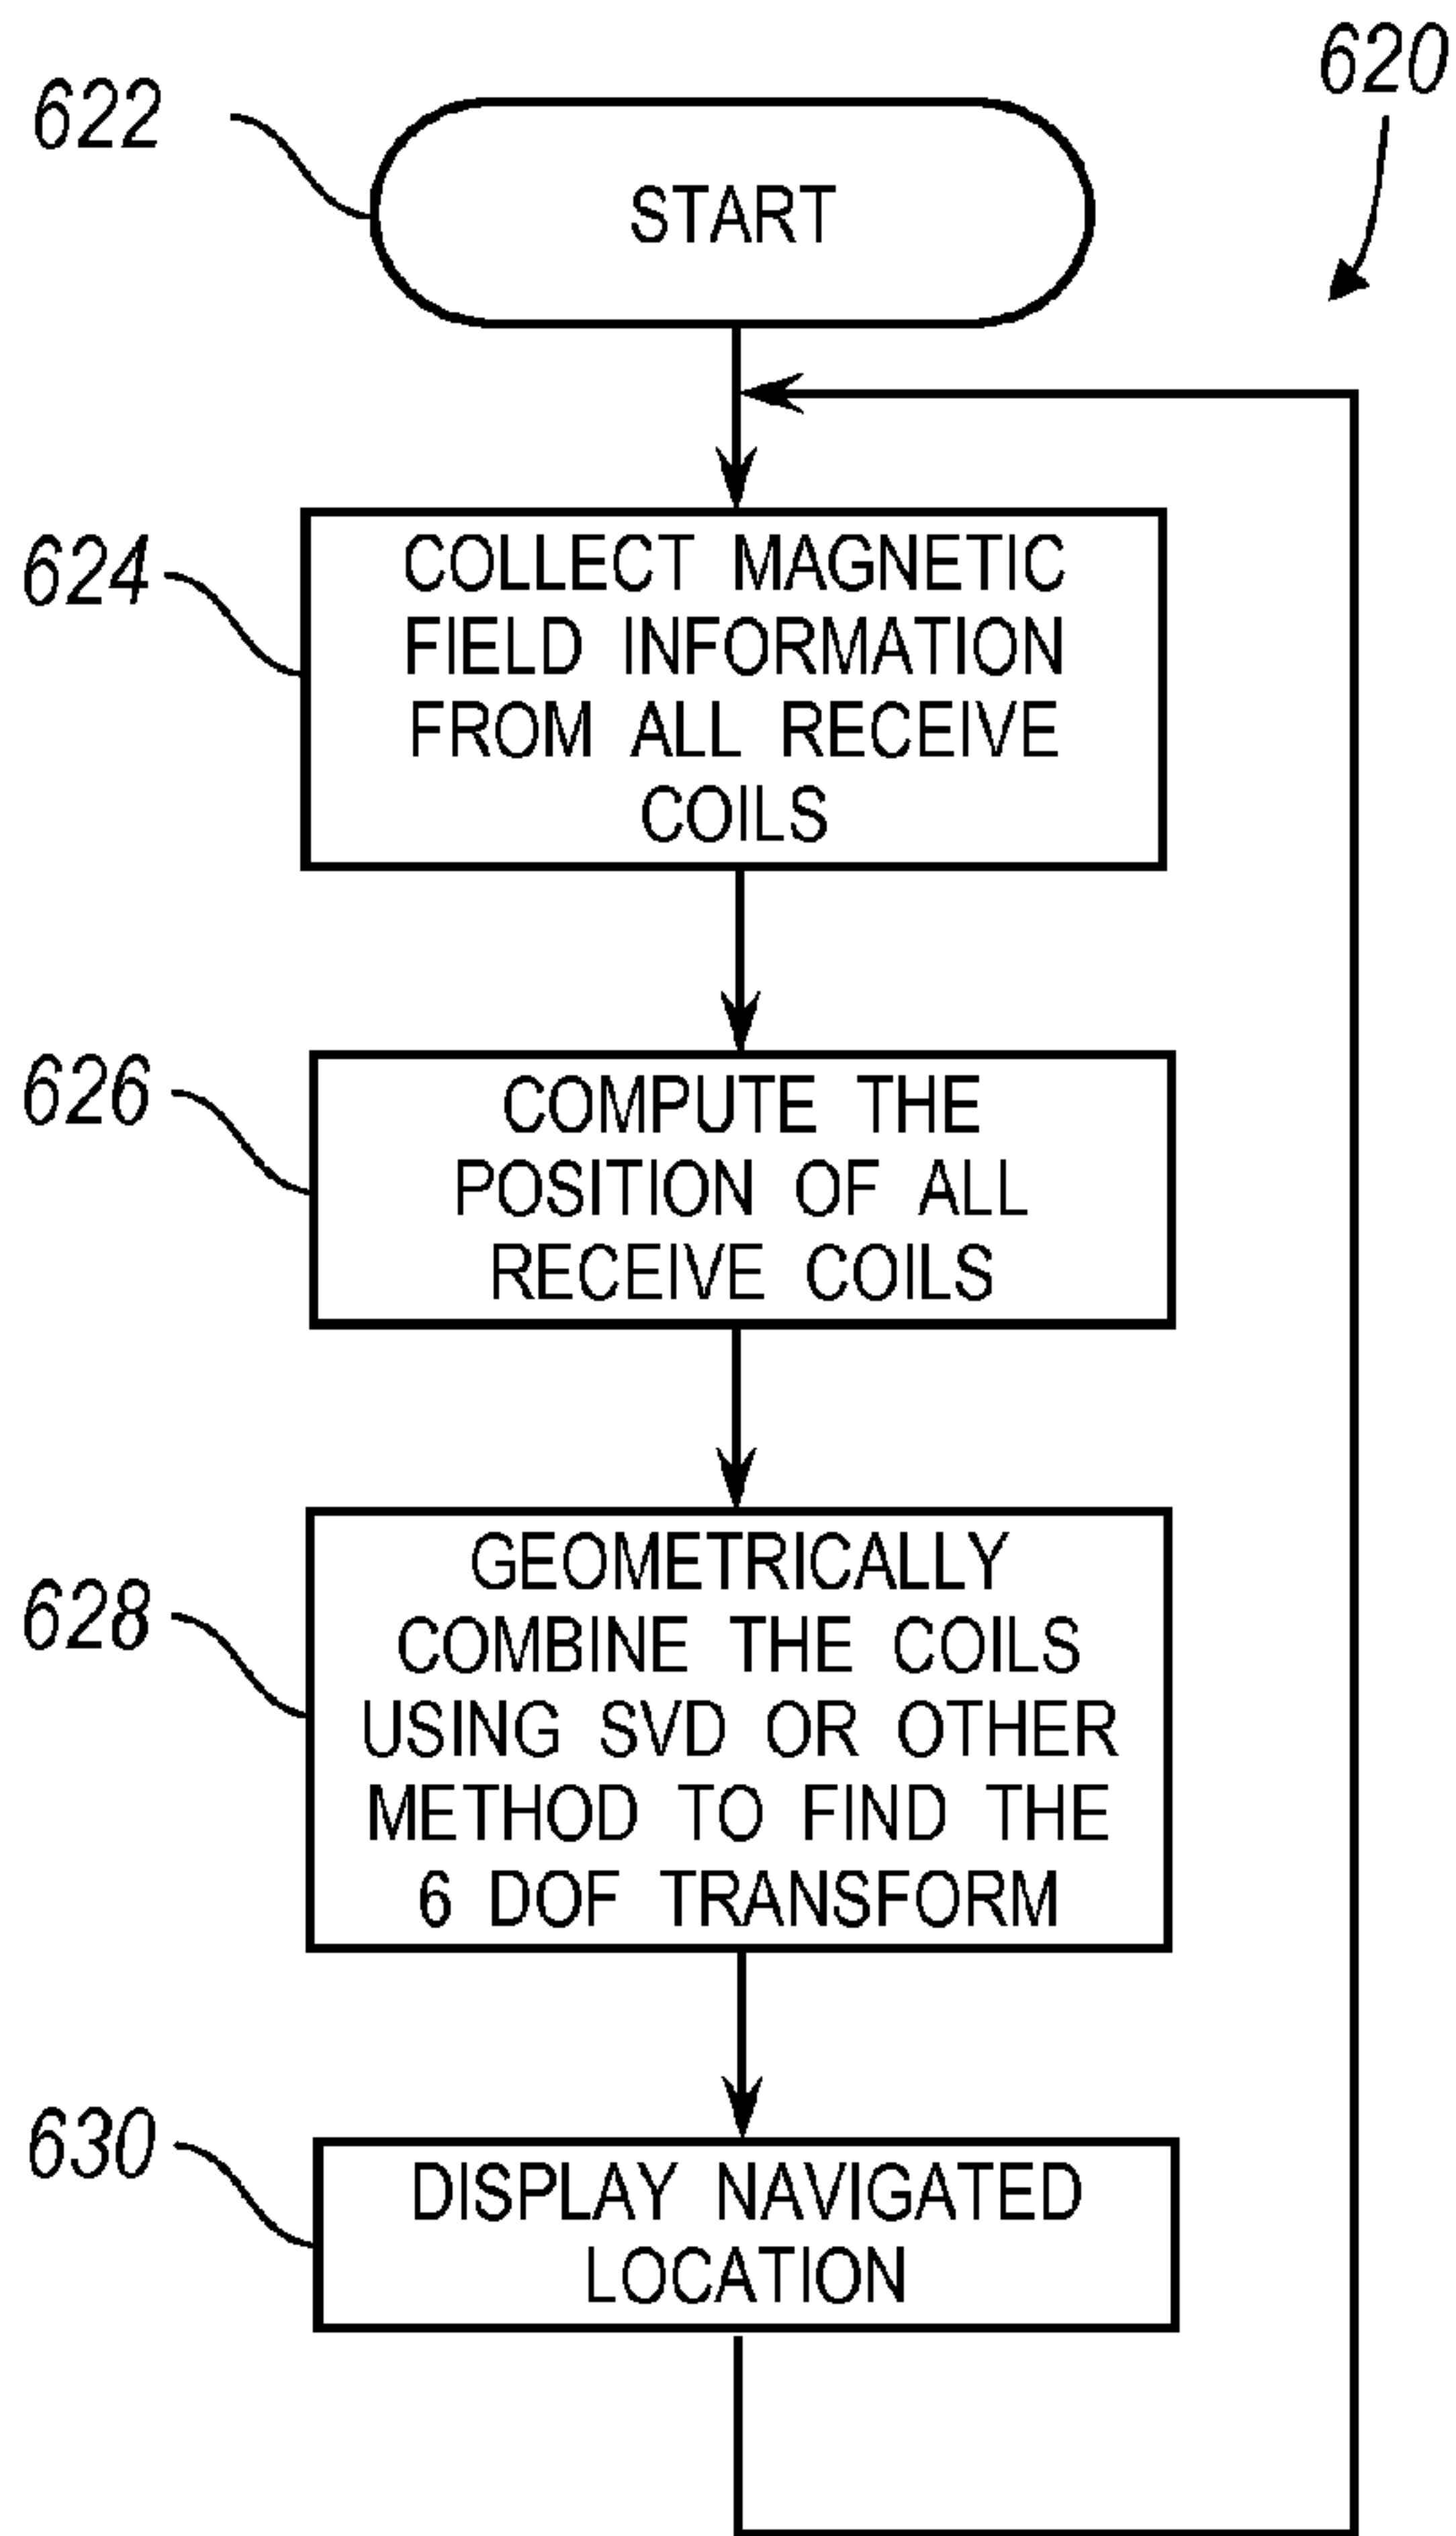 620
622
START
624
COLLECT MAGNETIC
FIELD INFORMATION
FROM ALL RECEIVE
COILS
626
COMPUTE THE
POSITION OF ALL
RECEIVE COILS
628
GEOMETRICALLY
COMBINE THE COILS
USING SVD OR OTHER
METHOD TO FIND THE
6 DOF TRANSFORM
630
DISPLAY NAVIGATED
LOCATION